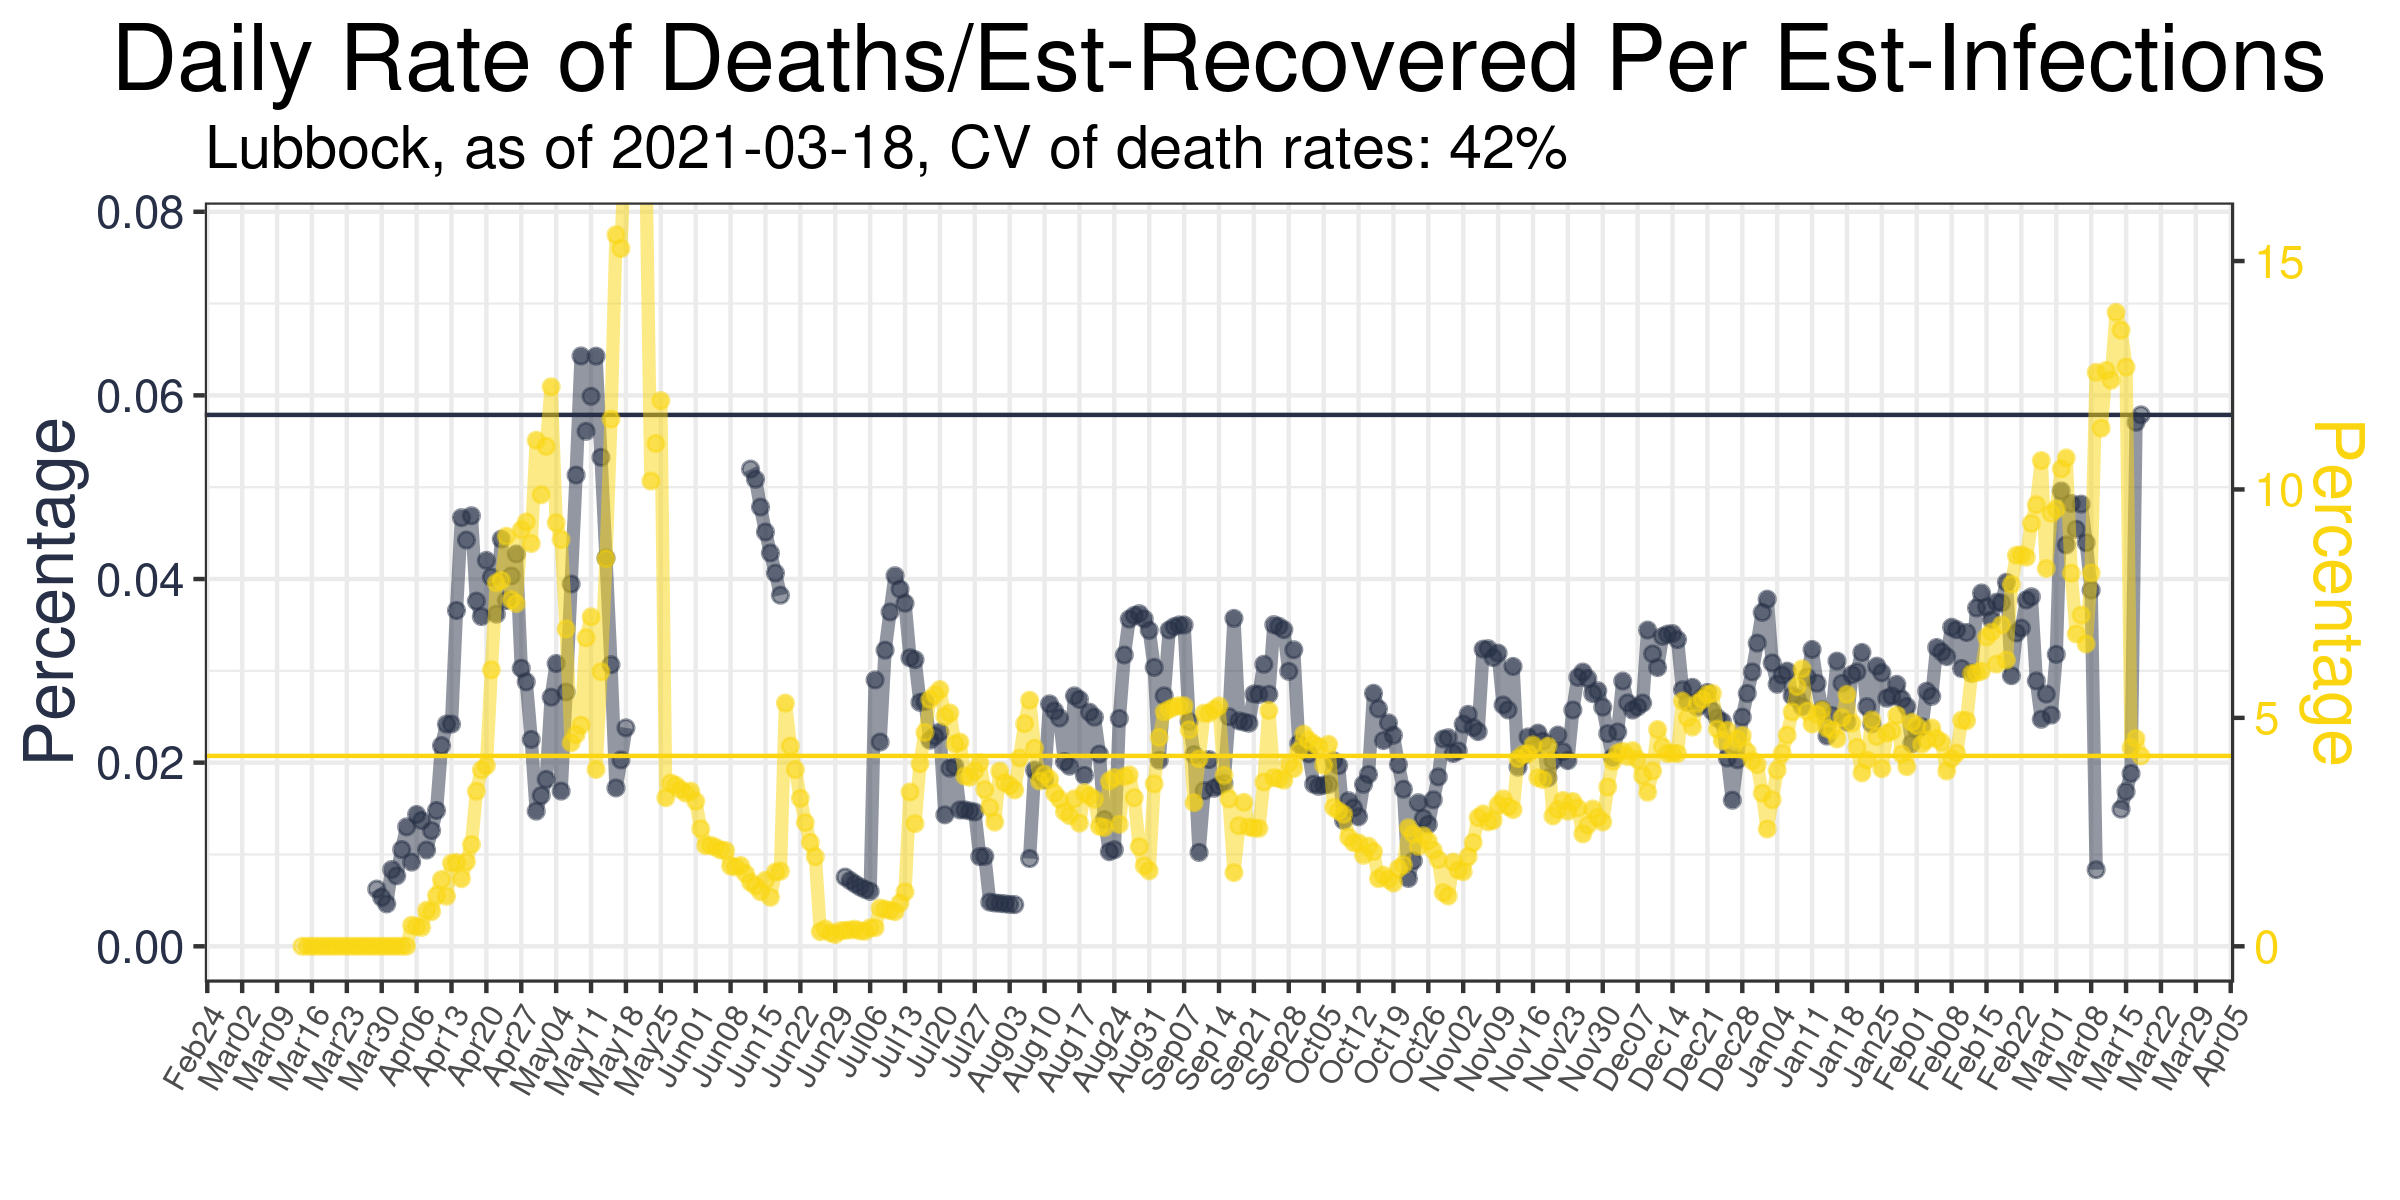 Daily Rate of Deaths/Est-Recovered Per Est-Infections
Lubbock, as of 2021-03-18, CV of death rates: 42%
Percentage
0.08
0.06
0.04
0.02
0.00
15
10
5
0
Percentage
Feb24 Mar02 Mar09 Mar16 Mar23 Mar30 Apr06 Apr13 Apr20 Apr27 May04 May11 May18 May25 Jun01 Jun08 Jun15 Jun22 Jun29 Jul06 Jul13 Jul20 Jul27 Aug03 Aug10 Aug17 Aug24 Aug31 Sep07 Sep14 Sep21 Sep28 Oct05 Oct12 Oct19 Oct26 Nov02 Nov09 Nov16 Nov23 Nov30 Dec07 Dec14 Dec21 Dec28 Jan04 Jan11 Jan18 Jan25 Feb01 Feb08 Feb15 Feb22 Mar01 Mar08 Mar15 Mar22 Mar29 Apr05